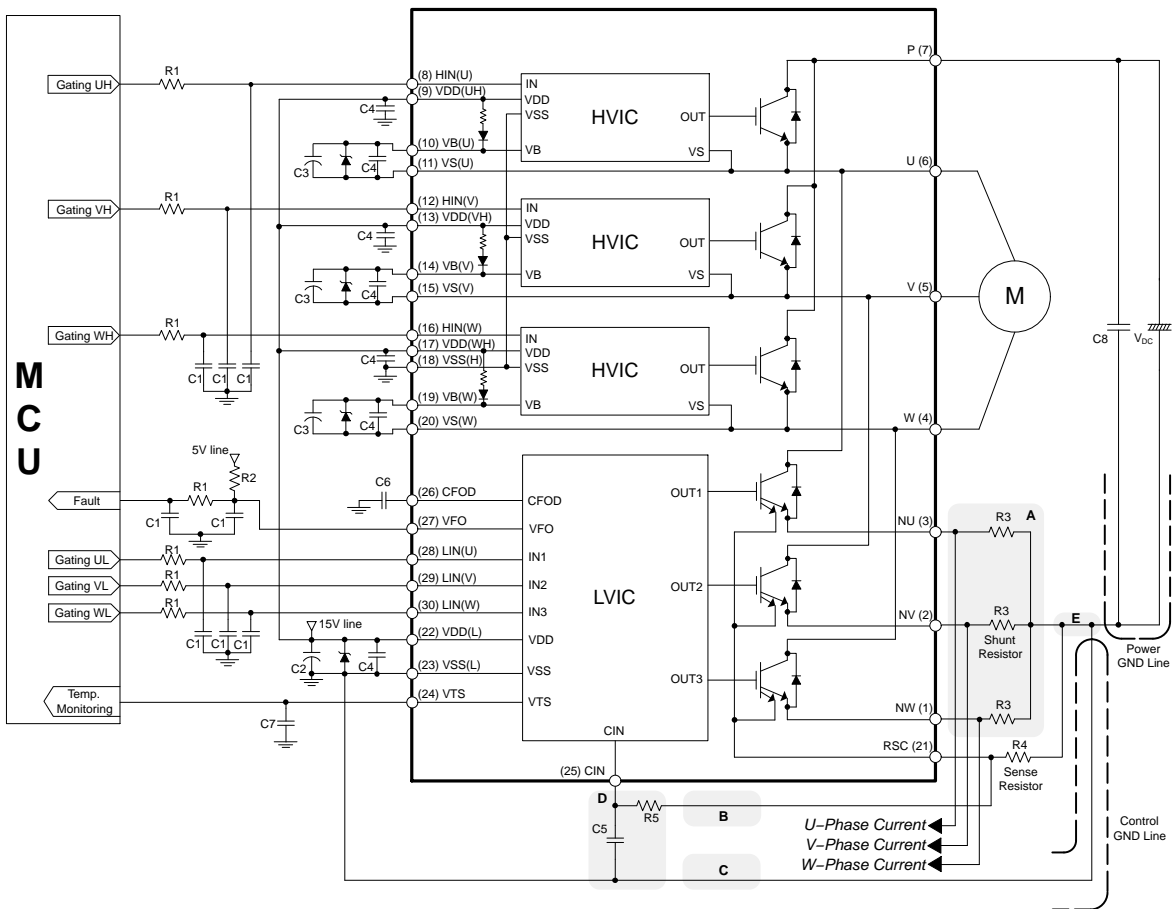 MCU
Gating UH
R1
Gating VH
R1
Gating WH
R1
C1
C1
C1
5V line
R2
Fault
R1
C1
C1
Gating UL
R1
Gating VL
R1
Gating WL
R1
C1
C1
C1
15V line
C2
C4
Temp.
Monitoring
C7
C4
C3
C4
C4
C3
C4
C4
C3
C4
C6
(8) HIN(U)
(9) VDD(UH)
(10) VB(U)
(11) VS(U)
(12) HIN(V)
(13) VDD(VH)
(14) VB(V)
(15) VS(V)
(16) HIN(W)
(17) VDD(WH)
(18) VSS(H)
(19) VB(W)
(20) VS(W)
(26) CFOD
(27) VFO
(28) LIN(U)
(29) LIN(V)
(30) LIN(W)
(22) VDD(L)
(23) VSS(L)
(24) VTS
IN
VDD
VSS
VB
HVIC
OUT
VS
IN
VDD
VSS
VB
HVIC
OUT
VS
IN
VDD
VSS
VB
HVIC
OUT
VS
CFOD
VFO
IN1
IN2
IN3
VDD
VSS
VTS
LVIC
OUT1
OUT2
OUT3
CIN
(25) CIN
P (7)
U (6)
V (5)
W (4)
NU (3)
NV (2)
NW (1)
RSC (21)
M
C8
VDC
R3
A
R3
Shunt
Resistor
R3
E
R4
Sense
Resistor
Power
GND Line
Control
GND Line
D
R5
C5
B
C
U–Phase Current
V–Phase Current
W–Phase Current